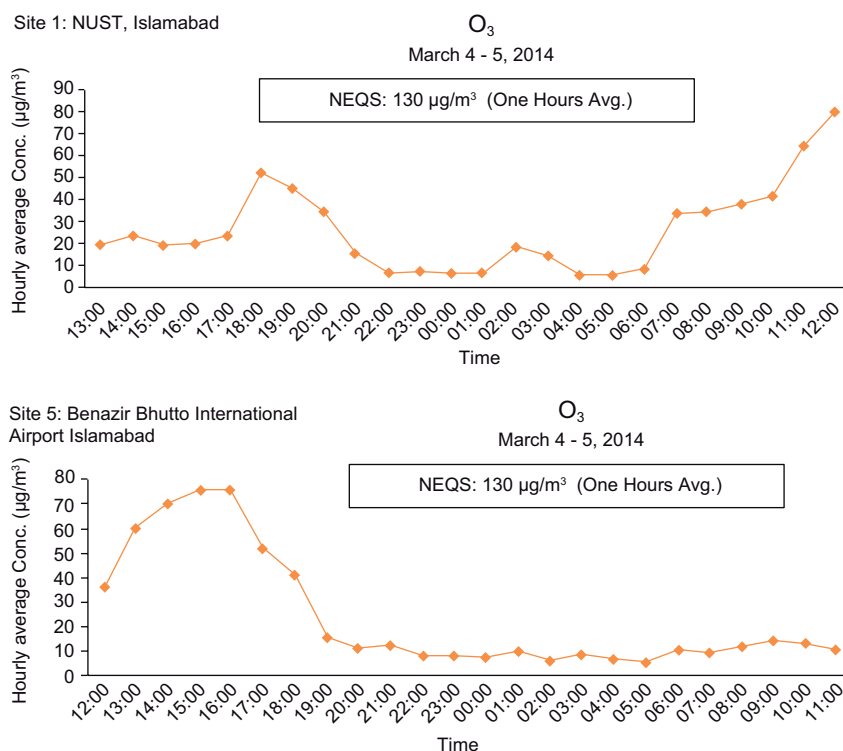 Site 1: NUST, Islamabad
O₃
March 4 - 5, 2014
NEQS: 130 µg/m³ (One Hours Avg.)
Hourly average Conc. (µg/m³)
90
80
70
60
50
40
30
20
10
0
13:00 14:00 15:00 16:00 17:00 18:00 19:00 20:00 21:00 22:00 23:00 00:00 01:00 02:00 03:00 04:00 05:00 06:00 07:00 08:00 09:00 10:00 11:00 12:00
Time
Site 5: Benazir Bhutto International
Airport Islamabad
O₃
March 4 - 5, 2014
NEQS: 130 µg/m³ (One Hours Avg.)
Hourly average Conc. (µg/m³)
80
70
60
50
40
30
20
10
0
12:00 13:00 14:00 15:00 16:00 17:00 18:00 19:00 20:00 21:00 22:00 23:00 00:00 01:00 02:00 03:00 04:00 05:00 06:00 07:00 08:00 09:00 10:00 11:00
Time